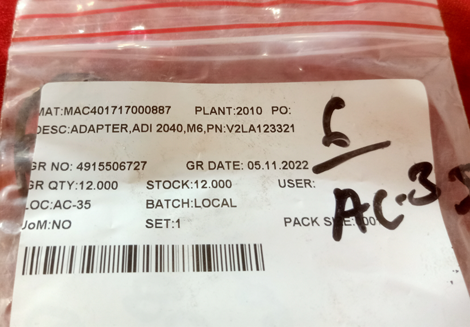 MAT:MAC401717000887 PLANT:2010 PO:
DESC:ADAPTER,ADI 2040,M6,PN:V2LA123321
GR NO: 4915506727 GR DATE: 05.11.2022
GR QTY:12.000 STOCK:12.000 USER:
LOC:AC-35 BATCH:LOCAL
UoM:NO SET:1 PACK SIZE:
6
AC-3